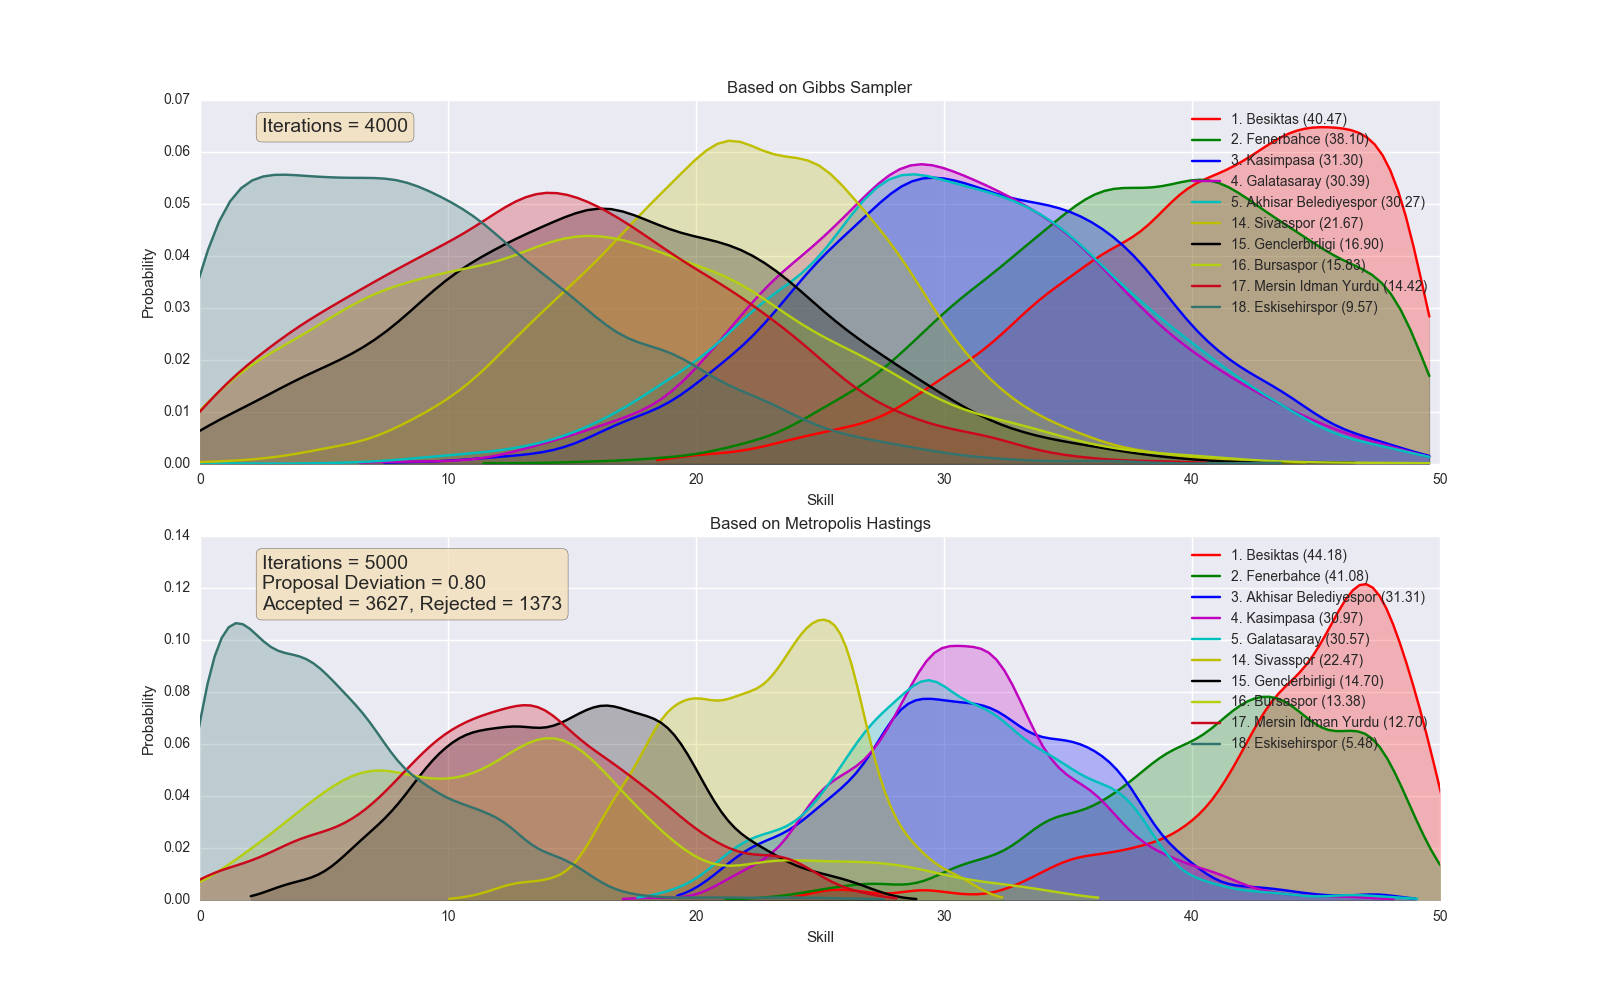 Based on Gibbs Sampler
Iterations = 4000
1. Besiktas (40.47)
2. Fenerbahce (38.10)
3. Kasimpasa (31.30)
4. Galatasaray (30.39)
5. Akhisar Belediyespor (30.27)
14. Sivasspor (21.67)
15. Genclerbirligi (16.90)
16. Bursaspor (15.83)
17. Mersin Idman Yurdu (14.42)
18. Eskisehirspor (9.57)
0.07
0.06
0.05
0.04
0.03
0.02
0.01
0.00
Probability
0 10 20 30 40 50
Skill
Based on Metropolis Hastings
Iterations = 5000
Proposal Deviation = 0.80
Accepted = 3627, Rejected = 1373
1. Besiktas (44.18)
2. Fenerbahce (41.08)
3. Akhisar Belediyespor (31.31)
4. Kasimpasa (30.97)
5. Galatasaray (30.57)
14. Sivasspor (22.47)
15. Genclerbirligi (14.70)
16. Bursaspor (13.38)
17. Mersin Idman Yurdu (12.70)
18. Eskisehirspor (5.48)
0.14
0.12
0.10
0.08
0.06
0.04
0.02
0.00
Probability
0 10 20 30 40 50
Skill